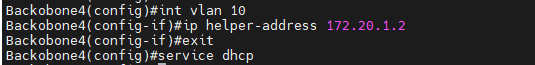 Backobone4(config)#int vlan 10
Backobone4(config-if)#ip helper-address 172.20.1.2
Backobone4(config-if)#exit
Backobone4(config)#service dhcp